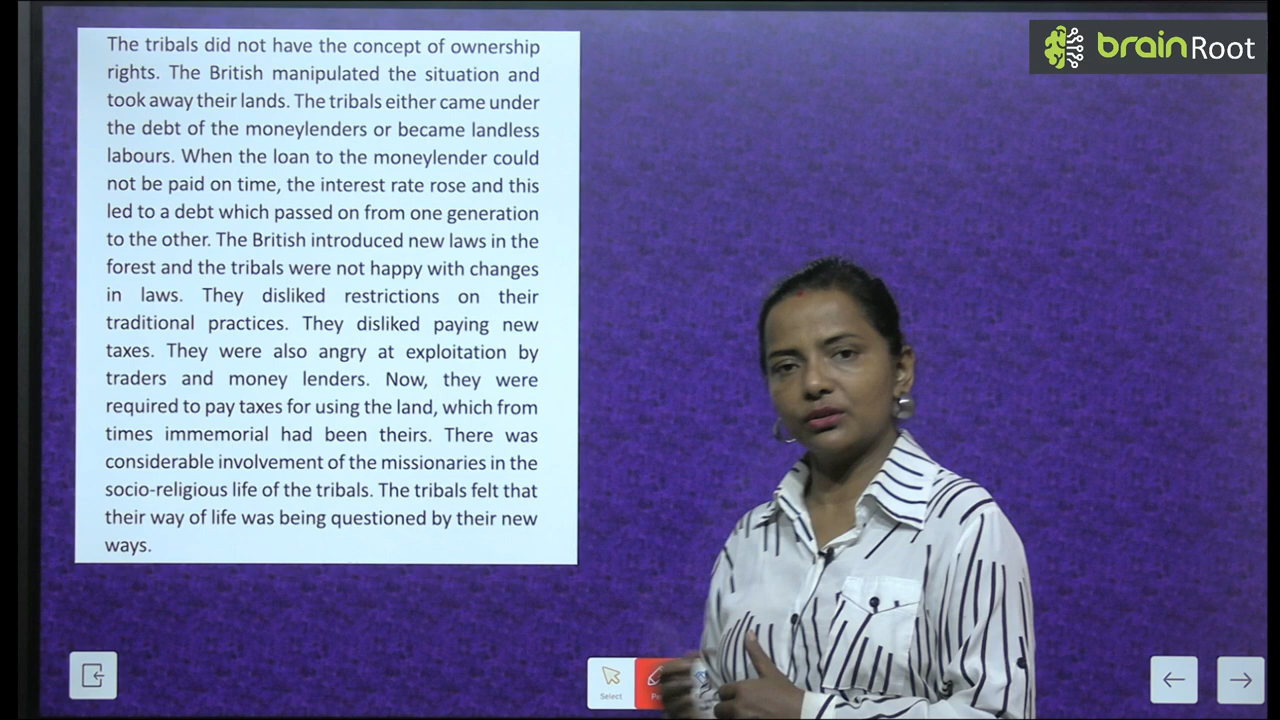 brainRoot
The tribals did not have the concept of ownership
rights. The British manipulated the situation and
took away their lands. The tribals either came under
the debt of the moneylenders or became landless
labours. When the loan to the moneylender could
not be paid on time, the interest rate rose and this
led to a debt which passed on from one generation
to the other. The British introduced new laws in the
forest and the tribals were not happy with changes
in laws. They disliked restrictions on their
traditional practices. They disliked paying new
taxes. They were also angry at exploitation by
traders and money lenders. Now, they were
required to pay taxes for using the land, which from
times immemorial had been theirs. There was
considerable involvement of the missionaries in the
socio-religious life of the tribals. The tribals felt that
their way of life was being questioned by their new
ways.
Select